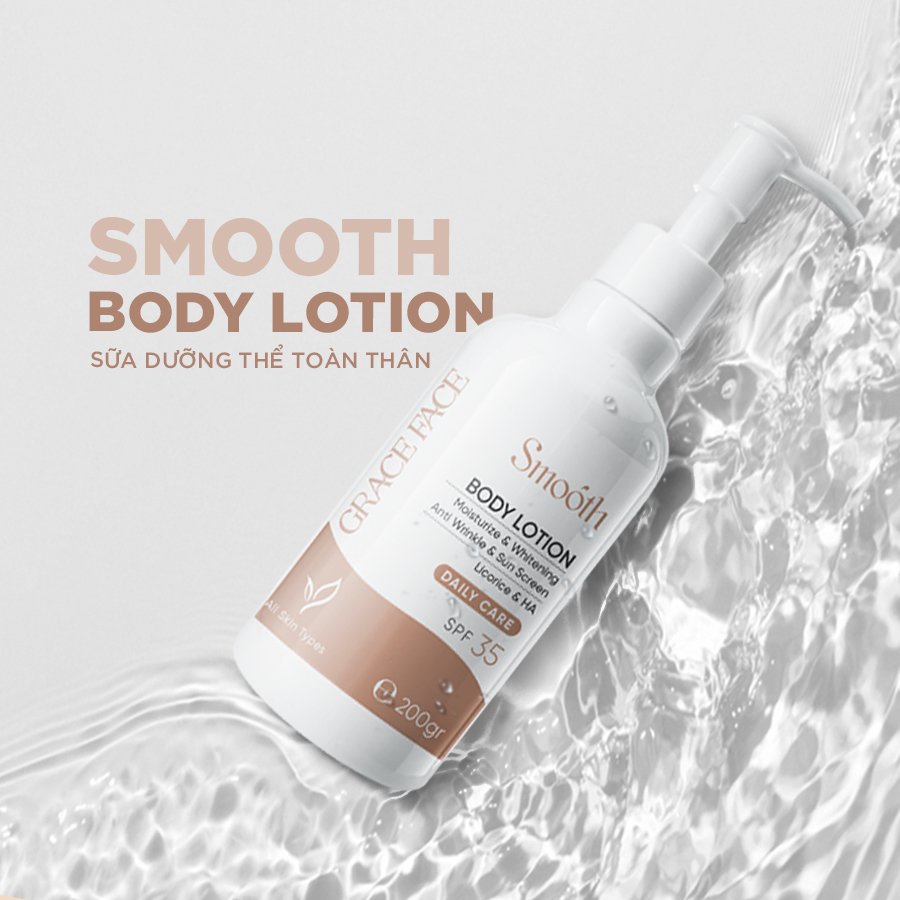 SMOOTH
BODY LOTION
SỮA DƯỠNG THỂ TOÀN THÂN
GRACE FACE
Smooth
BODY LOTION
Moisturize & Whitening
Anti Wrinkle & Sun Screen
Licorice & HA
DAILY CARE
SPF 35
All Skin Types
200gr